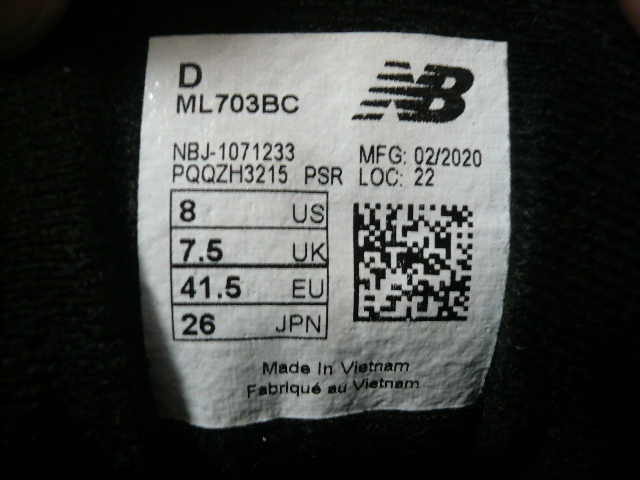 D
ML703BC
NB
NBJ-1071233
PQQZH3215 PSR
MFG: 02/2020
LOC: 22
8 US
7.5 UK
41.5 EU
26 JPN
Made In Vietnam
Fabriqué au Vietnam